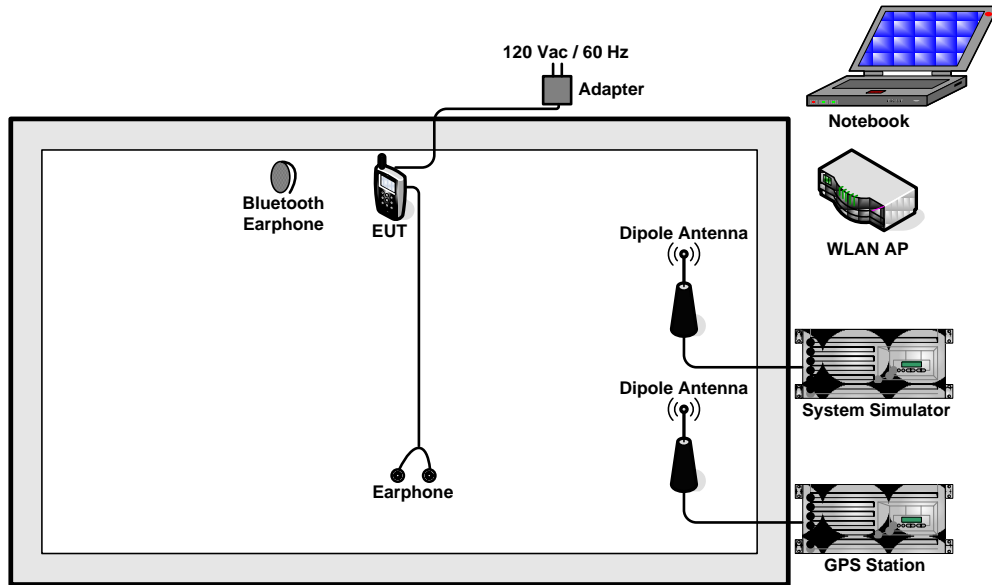 120 Vac / 60 Hz
Adapter
Notebook
Bluetooth
Earphone
EUT
WLAN AP
Dipole Antenna
System Simulator
Dipole Antenna
Earphone
GPS Station